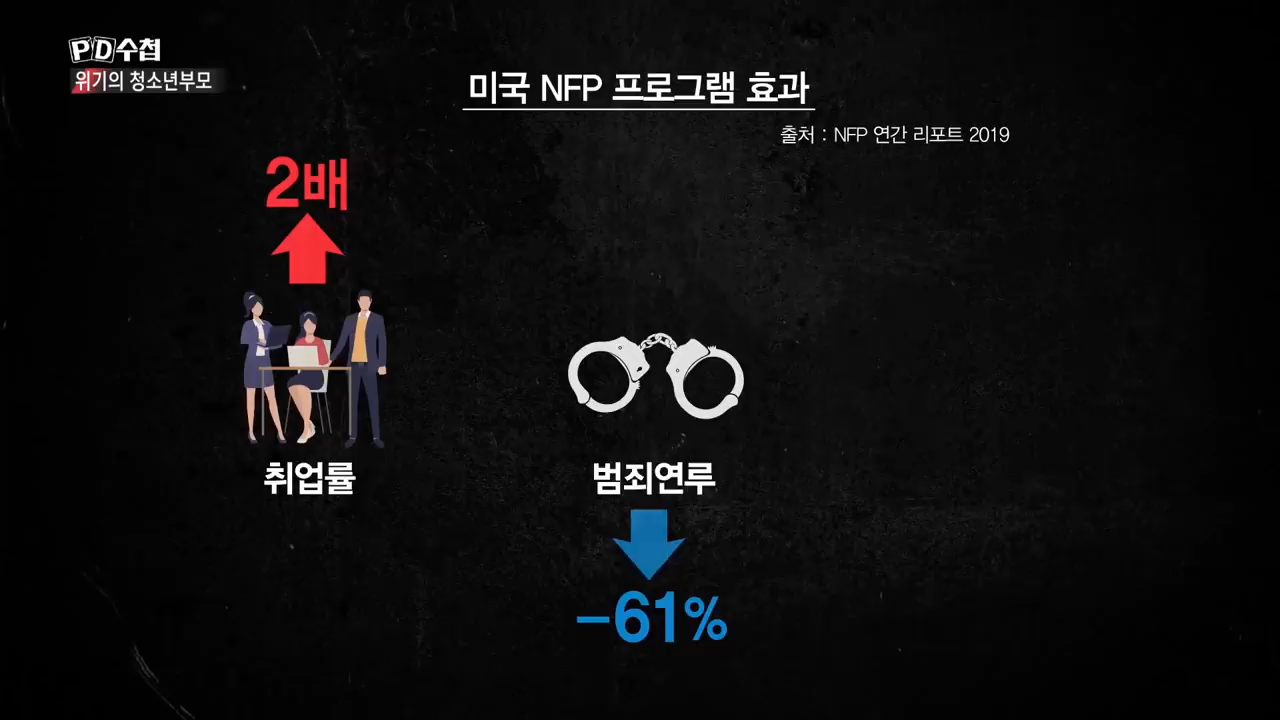 PD수첩
위기의 청소년부모
미국 NFP 프로그램 효과
출처 : NFP 연간 리포트 2019
2배
취업률
범죄연루
-61%